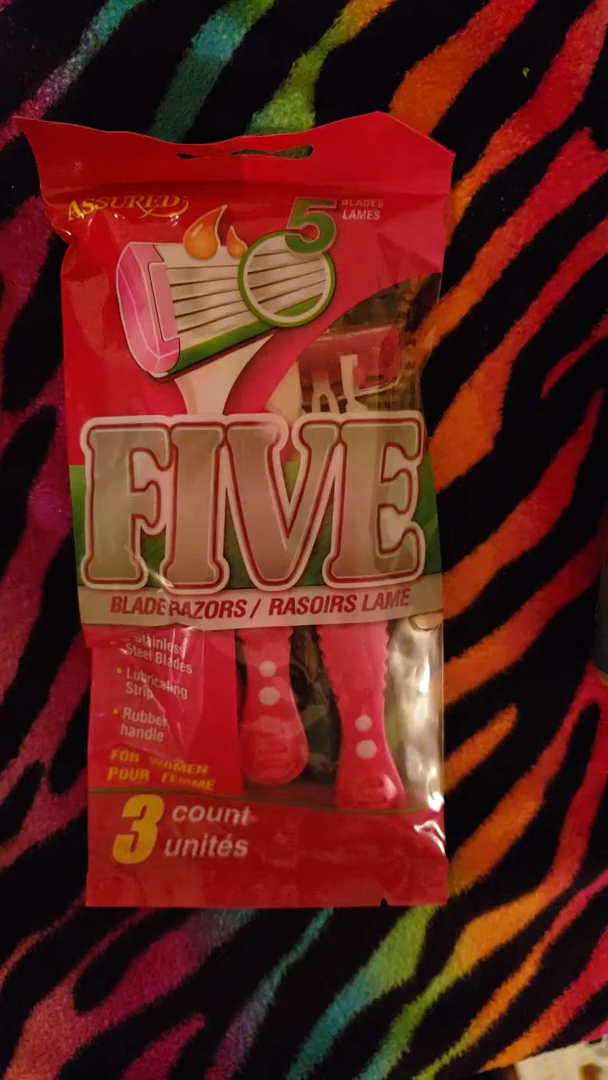 ASSURED
5
BLADES
LAMES
FIVE
BLADE RAZORS / RASOIRS LAME
• Stainless
Steel Blades
• Lubricating
Strip
• Rubber
handle
FOR WOMEN
POUR FEMME
3 count
unités